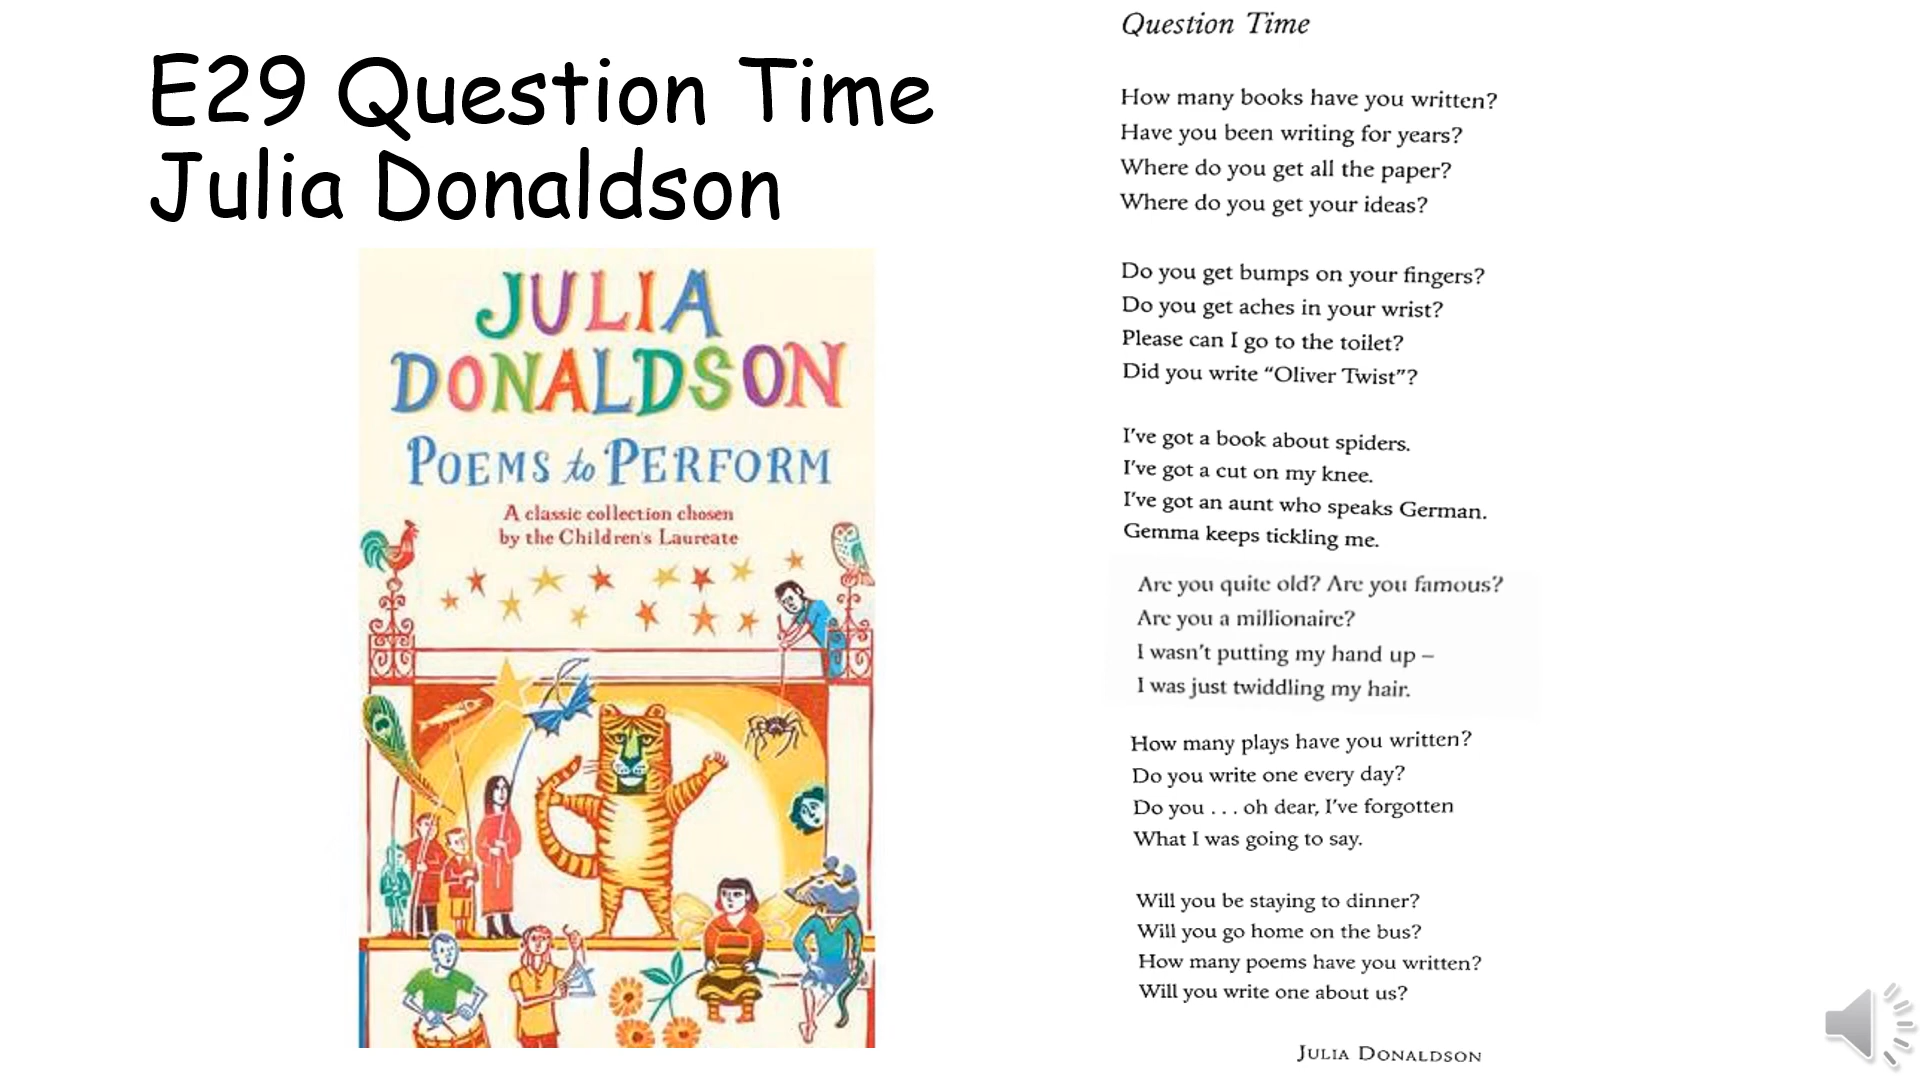 E29 Question Time
Julia Donaldson
JULIA
DONALDSON
POEMS to PERFORM
A classic collection chosen
by the Children's Laureate
Question Time
How many books have you written?
Have you been writing for years?
Where do you get all the paper?
Where do you get your ideas?
Do you get bumps on your fingers?
Do you get aches in your wrist?
Please can I go to the toilet?
Did you write “Oliver Twist”?
I've got a book about spiders.
I've got a cut on my knee.
I've got an aunt who speaks German.
Gemma keeps tickling me.
Are you quite old? Are you famous?
Are you a millionaire?
I wasn't putting my hand up –
I was just twiddling my hair.
How many plays have you written?
Do you write one every day?
Do you . . . oh dear, I've forgotten
What I was going to say.
Will you be staying to dinner?
Will you go home on the bus?
How many poems have you written?
Will you write one about us?
JULIA DONALDSON